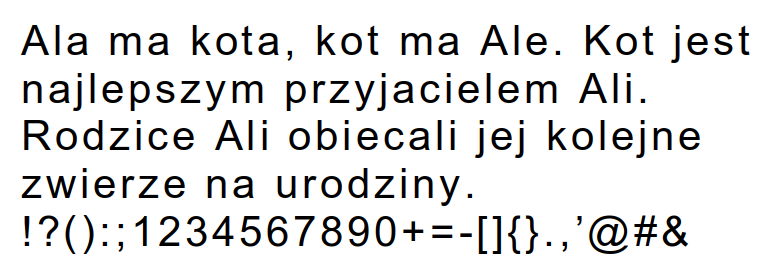 Ala ma kota, kot ma Ale. Kot jest
najlepszym przyjacielem Ali.
Rodzice Ali obiecali jej kolejne
zwierze na urodziny.
!?():;1234567890+=-[]{}.,’@#&